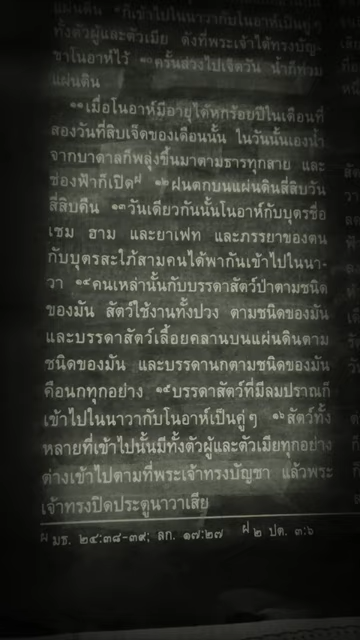 แผ่นดิน ๙ก็เข้าไปในนาวากับโนอาห์เป็นคู่ๆ
ทั้งตัวผู้และตัวเมีย ดังที่พระเจ้าได้ทรงบัญ-
ชาโนอาห์ไว้ ๑๐ครั้นล่วงไปเจ็ดวัน น้ำก็ท่วม
แผ่นดิน
๑๑เมื่อโนอาห์มีอายุได้หกร้อยปีในเดือนที่
สองวันที่สิบเจ็ดของเดือนนั้น ในวันนั้นเองน้ำ
จากบาดาลก็พลุ่งขึ้นมาตามธารทุกสาย และ
ช่องฟ้าก็เปิดฝ ๑๒ฝนตกบนแผ่นดินสี่สิบวัน
สี่สิบคืน ๑๓วันเดียวกันนั้นโนอาห์กับบุตรชื่อ
เชม ฮาม และยาเฟท และภรรยาของตน
กับบุตรสะใภ้สามคนได้พากันเข้าไปในนา-
วา ๑๔คนเหล่านั้นกับบรรดาสัตว์ป่าตามชนิด
ของมัน สัตว์ใช้งานทั้งปวง ตามชนิดของมัน
และบรรดาสัตว์เลื้อยคลานบนแผ่นดินตาม
ชนิดของมัน และบรรดานกตามชนิดของมัน
คือนกทุกอย่าง ๑๕บรรดาสัตว์ที่มีลมปราณก็
เข้าไปในนาวากับโนอาห์เป็นคู่ๆ ๑๖สัตว์ทั้ง
หลายที่เข้าไปนั้นมีทั้งตัวผู้และตัวเมียทุกอย่าง
ต่างเข้าไปตามที่พระเจ้าทรงบัญชา แล้วพระ
เจ้าทรงปิดประตูนาวาเสีย
มธ. ๒๔:๓๘-๓๙; ลก. ๑๗:๒๗ ฝ ๒ ปต. ๓:๖